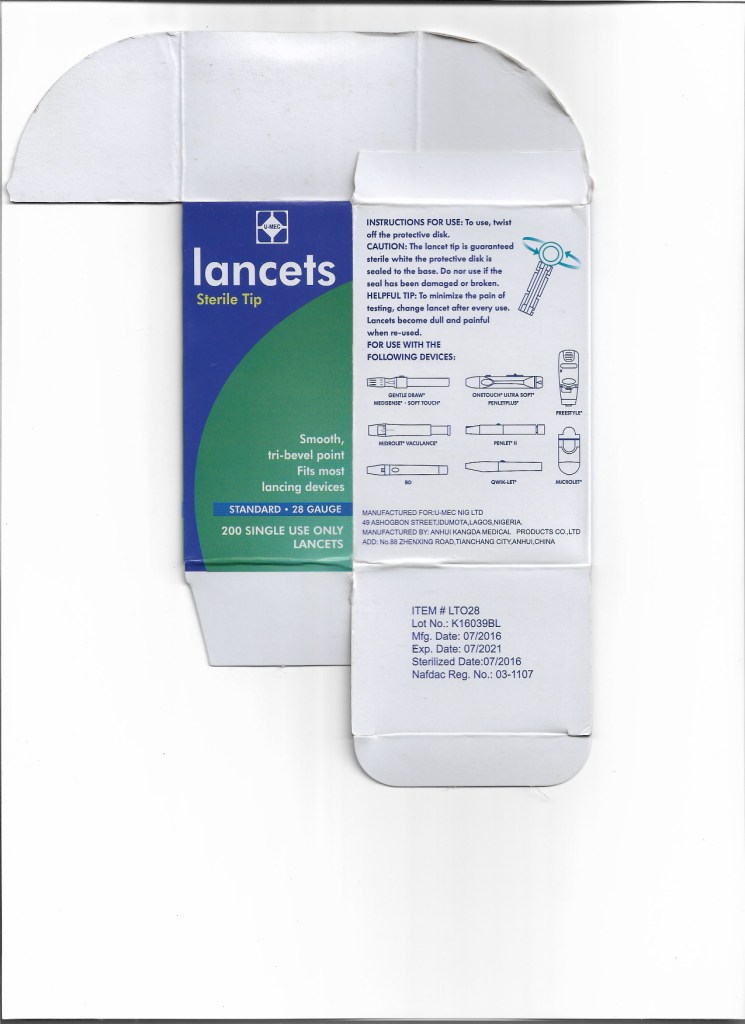 U-MEC
lancets
Sterile Tip
Smooth,
tri-bevel point
Fits most
lancing devices
STANDARD • 28 GAUGE
200 SINGLE USE ONLY
LANCETS
INSTRUCTIONS FOR USE: To use, twist
off the protective disk.
CAUTION: The lancet tip is guaranteed
sterile white the protective disk is
sealed to the base. Do nor use if the
seal has been damaged or broken.
HELPFUL TIP: To minimize the pain of
testing, change lancet after every use.
Lancets become dull and painful
when re-used.
FOR USE WITH THE
FOLLOWING DEVICES:
GENTLE DRAW*
MEDISENSE* - SOFT TOUCH*
ONETOUCH* ULTRA SOFT*
PENLETPLUS*
FREESTYLE*
MIDROLET* VACULANCE*
PENLET* II
BD
QWIK-LET*
MICROLET*
MANUFACTURED FOR:U-MEC NIG LTD
49 ASHOGBON STREET,IDUMOTA,LAGOS,NIGERIA,
MANUFACTURED BY: ANHUI KANGDA MEDICAL PRODUCTS CO.,LTD
ADD: No.88 ZHENXING ROAD,TIANCHANG CITY,ANHUI,CHINA
ITEM # LTO28
Lot No.: K16039BL
Mfg. Date: 07/2016
Exp. Date: 07/2021
Sterilized Date:07/2016
Nafdac Reg. No.: 03-1107